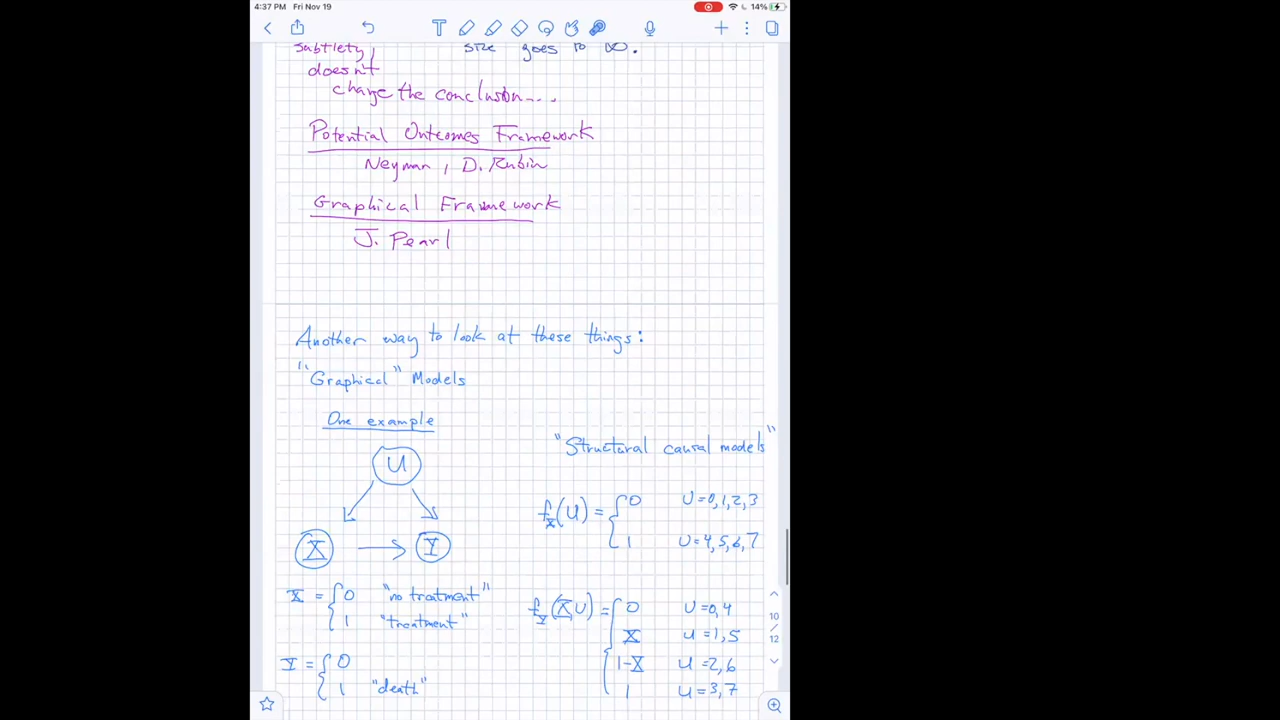 4:37 PM Fri Nov 19
14%
subtlety,
size goes to ∞.
doesn't
change the conclusion...
Potential Outcomes Framework
Neyman, D. Rubin
Graphical Framework
J. Pearl
Another way to look at these things:
"Graphical" Models
One example
"Structural causal models"
U
X → Y
f_X(U) = { 0 U=0,1,2,3
1 U=4,5,6,7
X = { 0 "no treatment"
1 "treatment"
Y = { 0
1 "death"
f_Y(X,U) = { 0 U=0,4
X U=1,5
1-X U=2,6
1 U=3,7
10
/
12